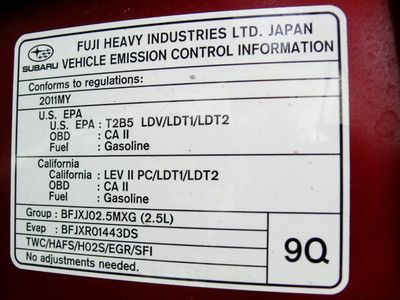 FUJI HEAVY INDUSTRIES LTD. JAPAN
SUBARU VEHICLE EMISSION CONTROL INFORMATION
Conforms to regulations:
2011MY
U.S. EPA
U.S. EPA : T2B5 LDV/LDT1/LDT2
OBD : CA II
Fuel : Gasoline
California
California : LEV II PC/LDT1/LDT2
OBD : CA II
Fuel : Gasoline
Group : BFJXJ02.5MXG (2.5L)
Evap : BFJXR01443DS
TWC/HAFS/HO2S/EGR/SFI
No adjustments needed.
9Q